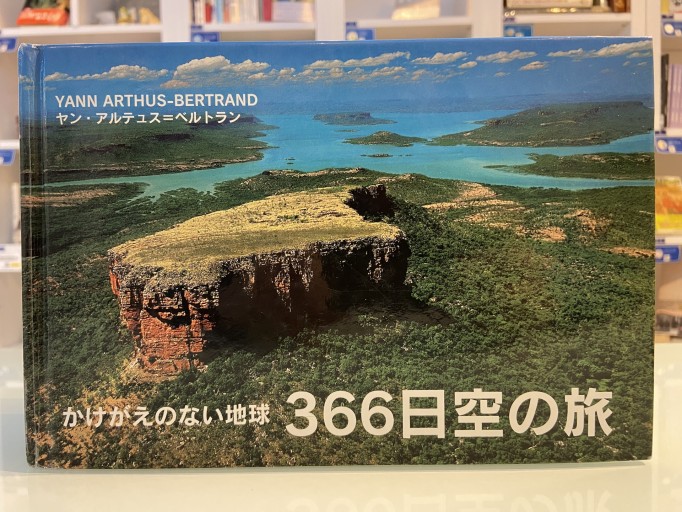 YANN ARTHUS-BERTRAND
ヤン・アルテュス=ベルトラン
かけがえのない地球 366日空の旅